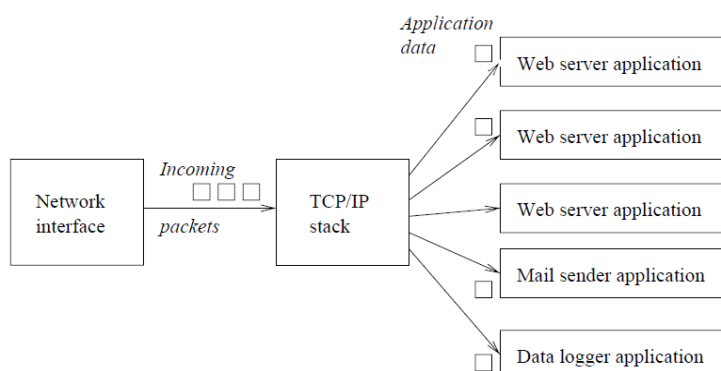 Application
data
Web server application
Web server application
Incoming
Network
interface
TCP/IP
stack
Web server application
packets
Mail sender application
Data logger application